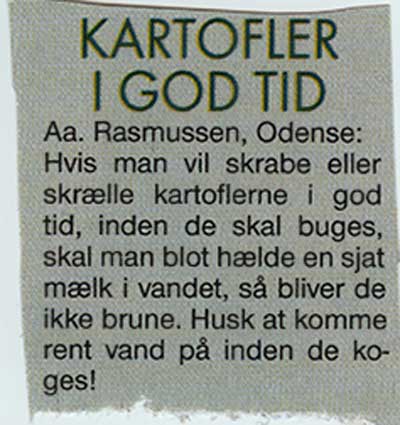 KARTOFLER
I GOD TID
Aa. Rasmussen, Odense:
Hvis man vil skrabe eller
skrælle kartoflerne i god
tid, inden de skal buges,
skal man blot hælde en sjat
mælk i vandet, så bliver de
ikke brune. Husk at komme
rent vand på inden de ko-
ges!